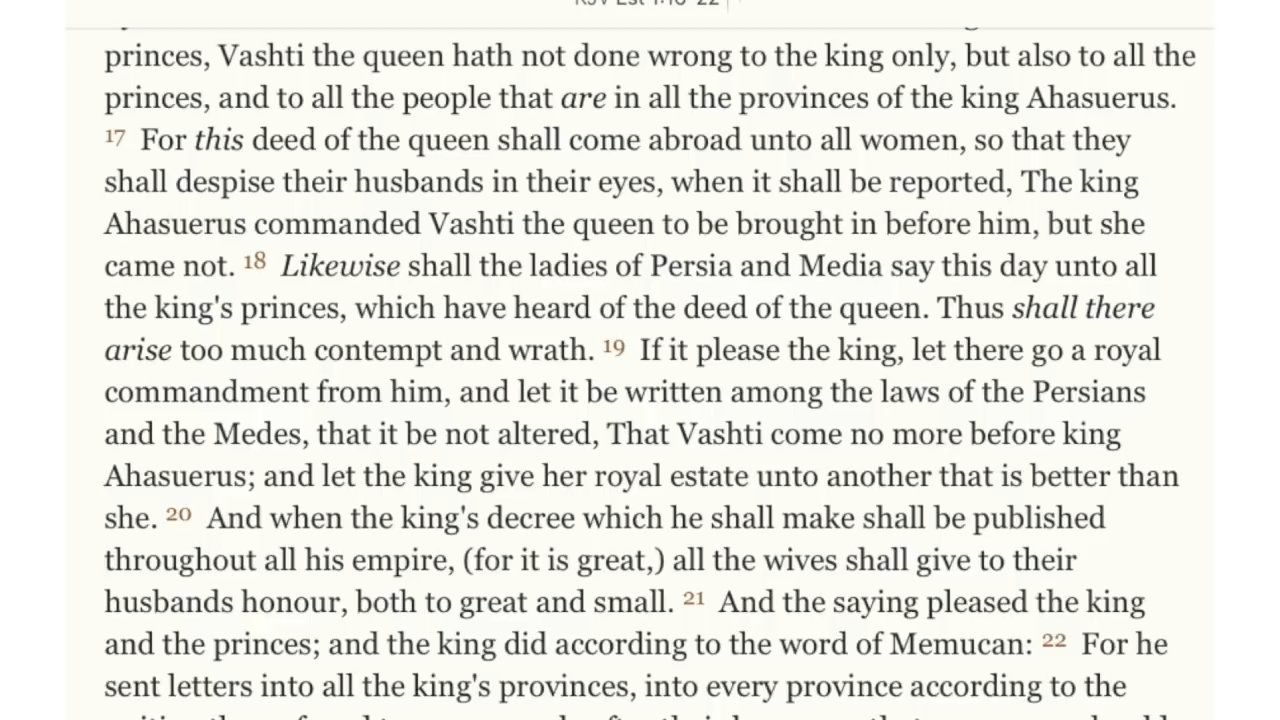 princes, Vashti the queen hath not done wrong to the king only, but also to all the
princes, and to all the people that are in all the provinces of the king Ahasuerus.
17 For this deed of the queen shall come abroad unto all women, so that they
shall despise their husbands in their eyes, when it shall be reported, The king
Ahasuerus commanded Vashti the queen to be brought in before him, but she
came not. 18 Likewise shall the ladies of Persia and Media say this day unto all
the king's princes, which have heard of the deed of the queen. Thus shall there
arise too much contempt and wrath. 19 If it please the king, let there go a royal
commandment from him, and let it be written among the laws of the Persians
and the Medes, that it be not altered, That Vashti come no more before king
Ahasuerus; and let the king give her royal estate unto another that is better than
she. 20 And when the king's decree which he shall make shall be published
throughout all his empire, (for it is great,) all the wives shall give to their
husbands honour, both to great and small. 21 And the saying pleased the king
and the princes; and the king did according to the word of Memucan: 22 For he
sent letters into all the king's provinces, into every province according to the